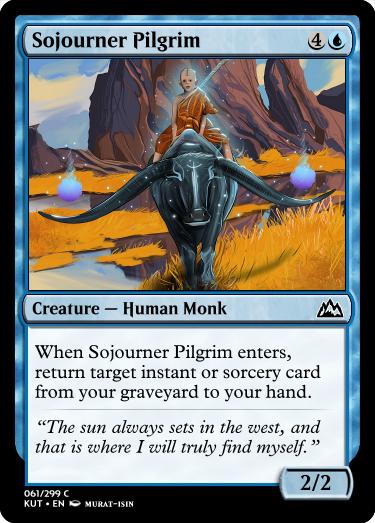 Sojourner Pilgrim 4
Creature — Human Monk
When Sojourner Pilgrim enters,
return target instant or sorcery card
from your graveyard to your hand.
“The sun always sets in the west, and
that is where I will truly find myself.”
2/2
061/299 C
KUT • EN MURAT-ISIN